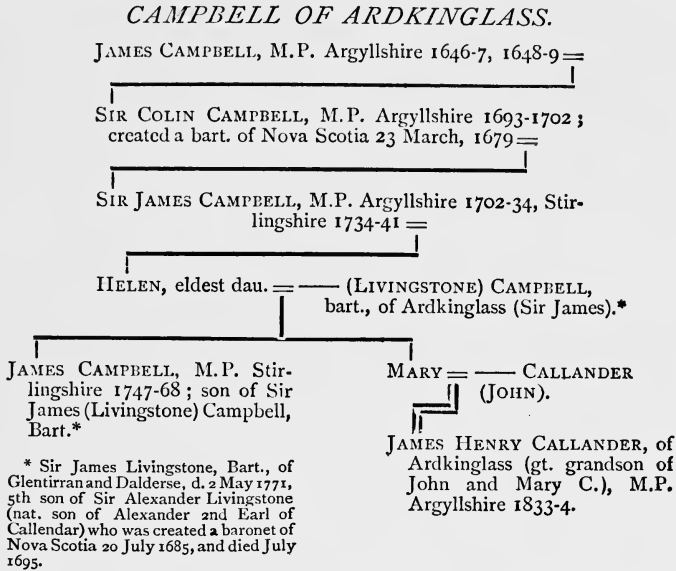 CAMPBELL OF ARDKINGLASS.
JAMES CAMPBELL, M.P. Argyllshire 1646-7, 1648-9 =
SIR COLIN CAMPBELL, M.P. Argyllshire 1693-1702 ;
created a bart. of Nova Scotia 23 March, 1679 =
SIR JAMES CAMPBELL, M.P. Argyllshire 1702-34, Stir-
lingshire 1734-41 =
HELEN, eldest dau. = —— (LIVINGSTONE) CAMPBELL,
bart., of Ardkinglass (Sir James).*
JAMES CAMPBELL, M.P. Stir-
lingshire 1747-68 ; son of Sir
James (Livingstone) Campbell,
Bart.*
* Sir James Livingstone, Bart., of
Glentirran and Dalderse, d. 2 May 1771,
5th son of Sir Alexander Livingstone
(nat. son of Alexander 2nd Earl of
Callendar) who was created a baronet of
Nova Scotia 20 July 1685, and died July
1695.
MARY = —— CALLANDER
(JOHN).
JAMES HENRY CALLANDER, of
Ardkinglass (gt. grandson of
John and Mary C.), M.P.
Argyllshire 1833-4.